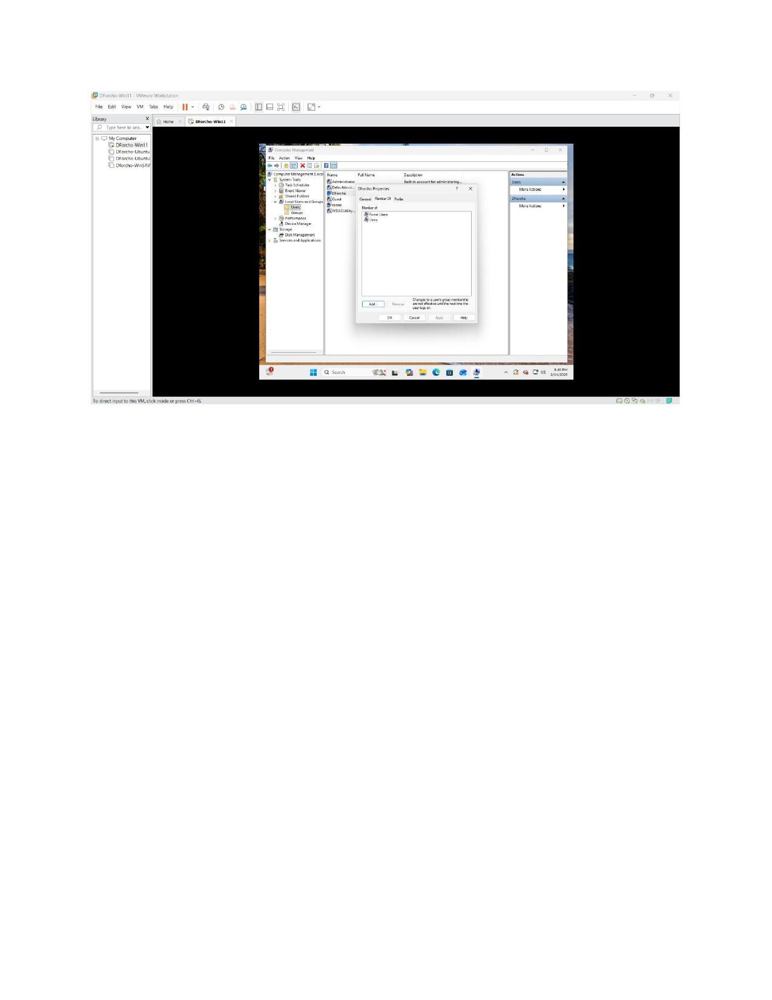 DForcho-Win11 - VMware Workstation
File Edit View VM Tabs Help
Library X
Type here to sea...
Home
DForcho-Win11
My Computer
DForcho-Win11
DForcho-Ubuntu
DForcho-Ubuntu
Dforcho-WinSRV
Computer Management
File Action View Help
Computer Management (Local
System Tools
Task Scheduler
Event Viewer
Shared Folders
Local Users and Groups
Users
Groups
Performance
Device Manager
Storage
Disk Management
Services and Applications
Name Full Name Description
Administrator Built-in account for administering...
DefaultAcco...
DForcho
Guest
roone
WDAGUtility...
DForcho Properties ? X
General Member Of Profile
Member of:
Power Users
Users
Add... Remove
Changes to a user's group membership
are not effective until the next time the
user logs on.
OK Cancel Apply Help
Actions
Users
More Actions
DForcho
More Actions
1
Search
9:40 PM
2/14/2026
To direct input to this VM, click inside or press Ctrl+G.